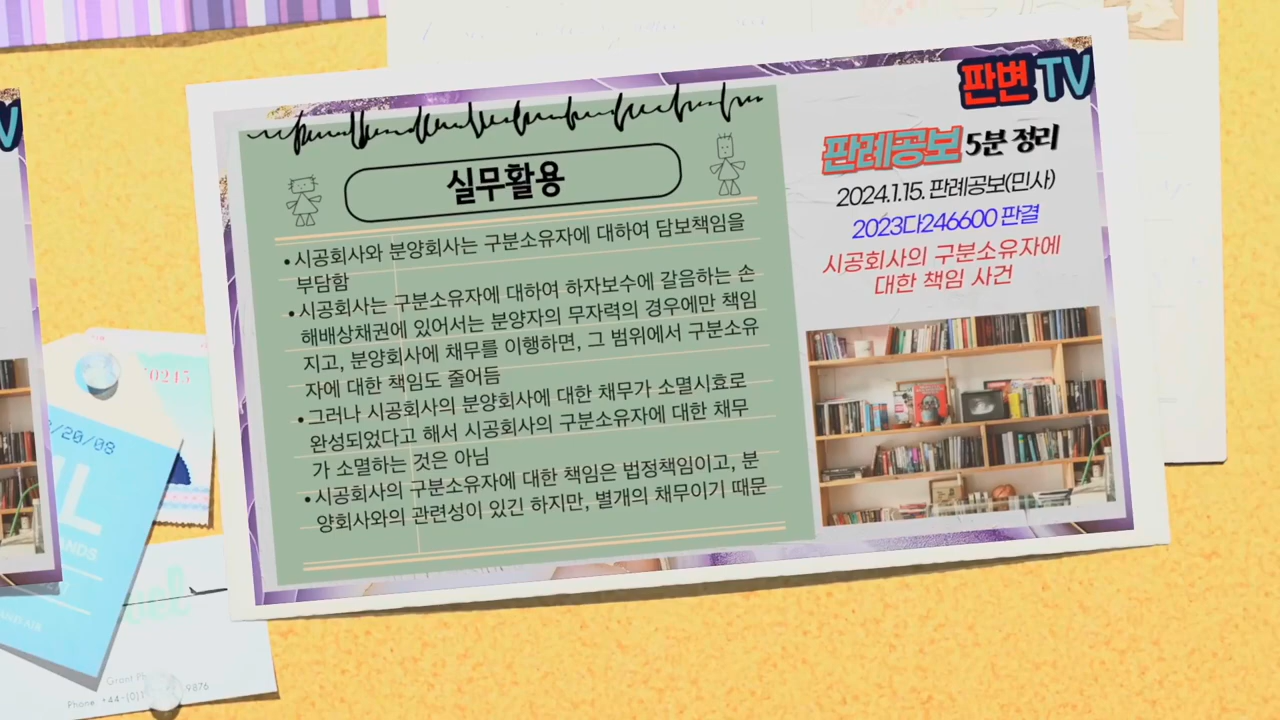 실무활용
•시공회사와 분양회사는 구분소유자에 대하여 담보책임을
부담함
•시공회사는 구분소유자에 대하여 하자보수에 갈음하는 손
해배상채권에 있어서는 분양자의 무자력의 경우에만 책임
지고, 분양회사에 채무를 이행하면, 그 범위에서 구분소유
자에 대한 책임도 줄어듬
•그러나 시공회사의 분양회사에 대한 채무가 소멸시효로
완성되었다고 해서 시공회사의 구분소유자에 대한 채무
가 소멸하는 것은 아님
•시공회사의 구분소유자에 대한 책임은 법정책임이고, 분
양회사와의 관련성이 있긴 하지만, 별개의 채무이기 때문
판변 TV
판례공보 5분 정리
2024.1.15. 판례공보(민사)
2023다246600 판결
시공회사의 구분소유자에
대한 책임 사건
V
0245
/20/08
Phone
9876